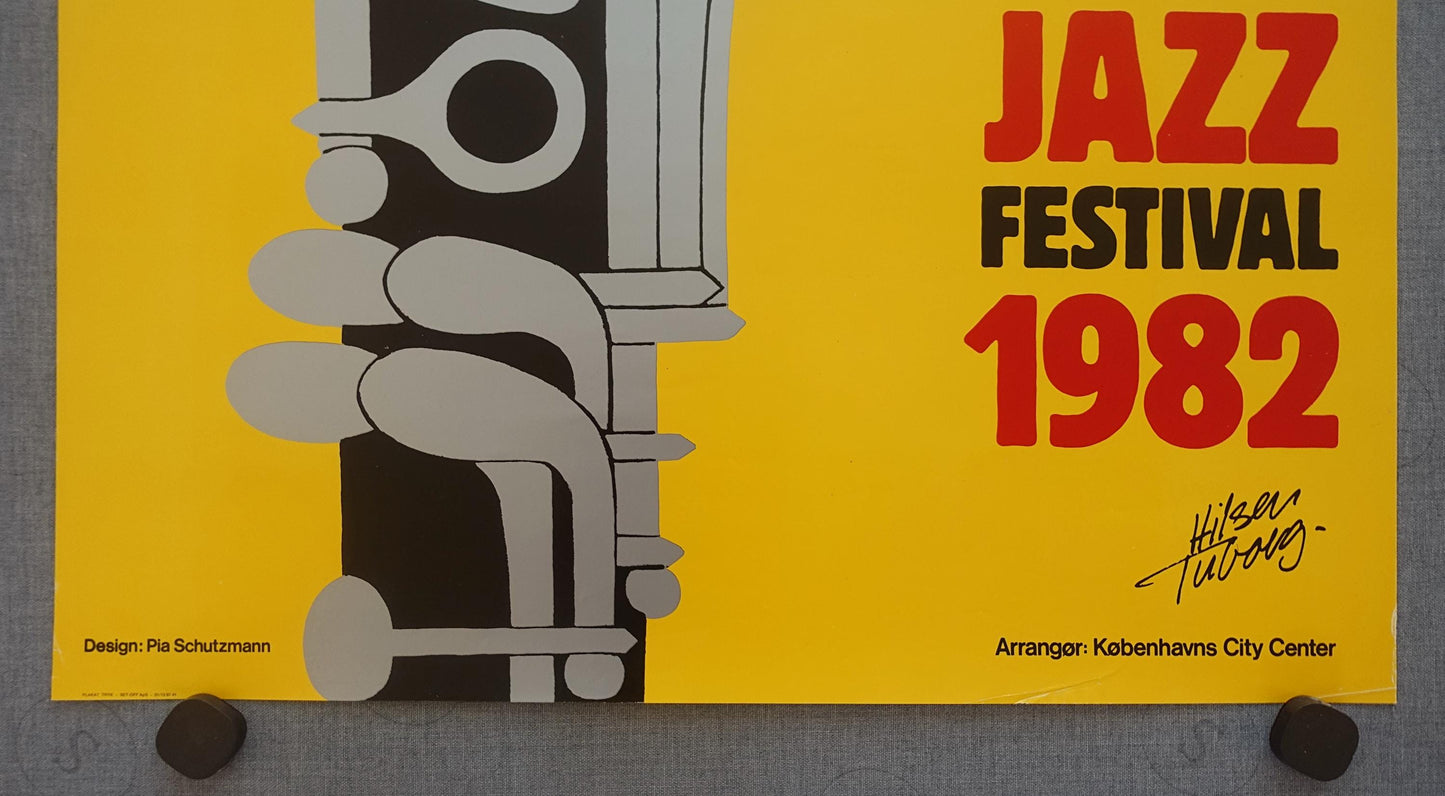 JAZZ
FESTIVAL
1982
Hilsen
Tuborg
Design: Pia Schutzmann
Arrangør: Københavns City Center